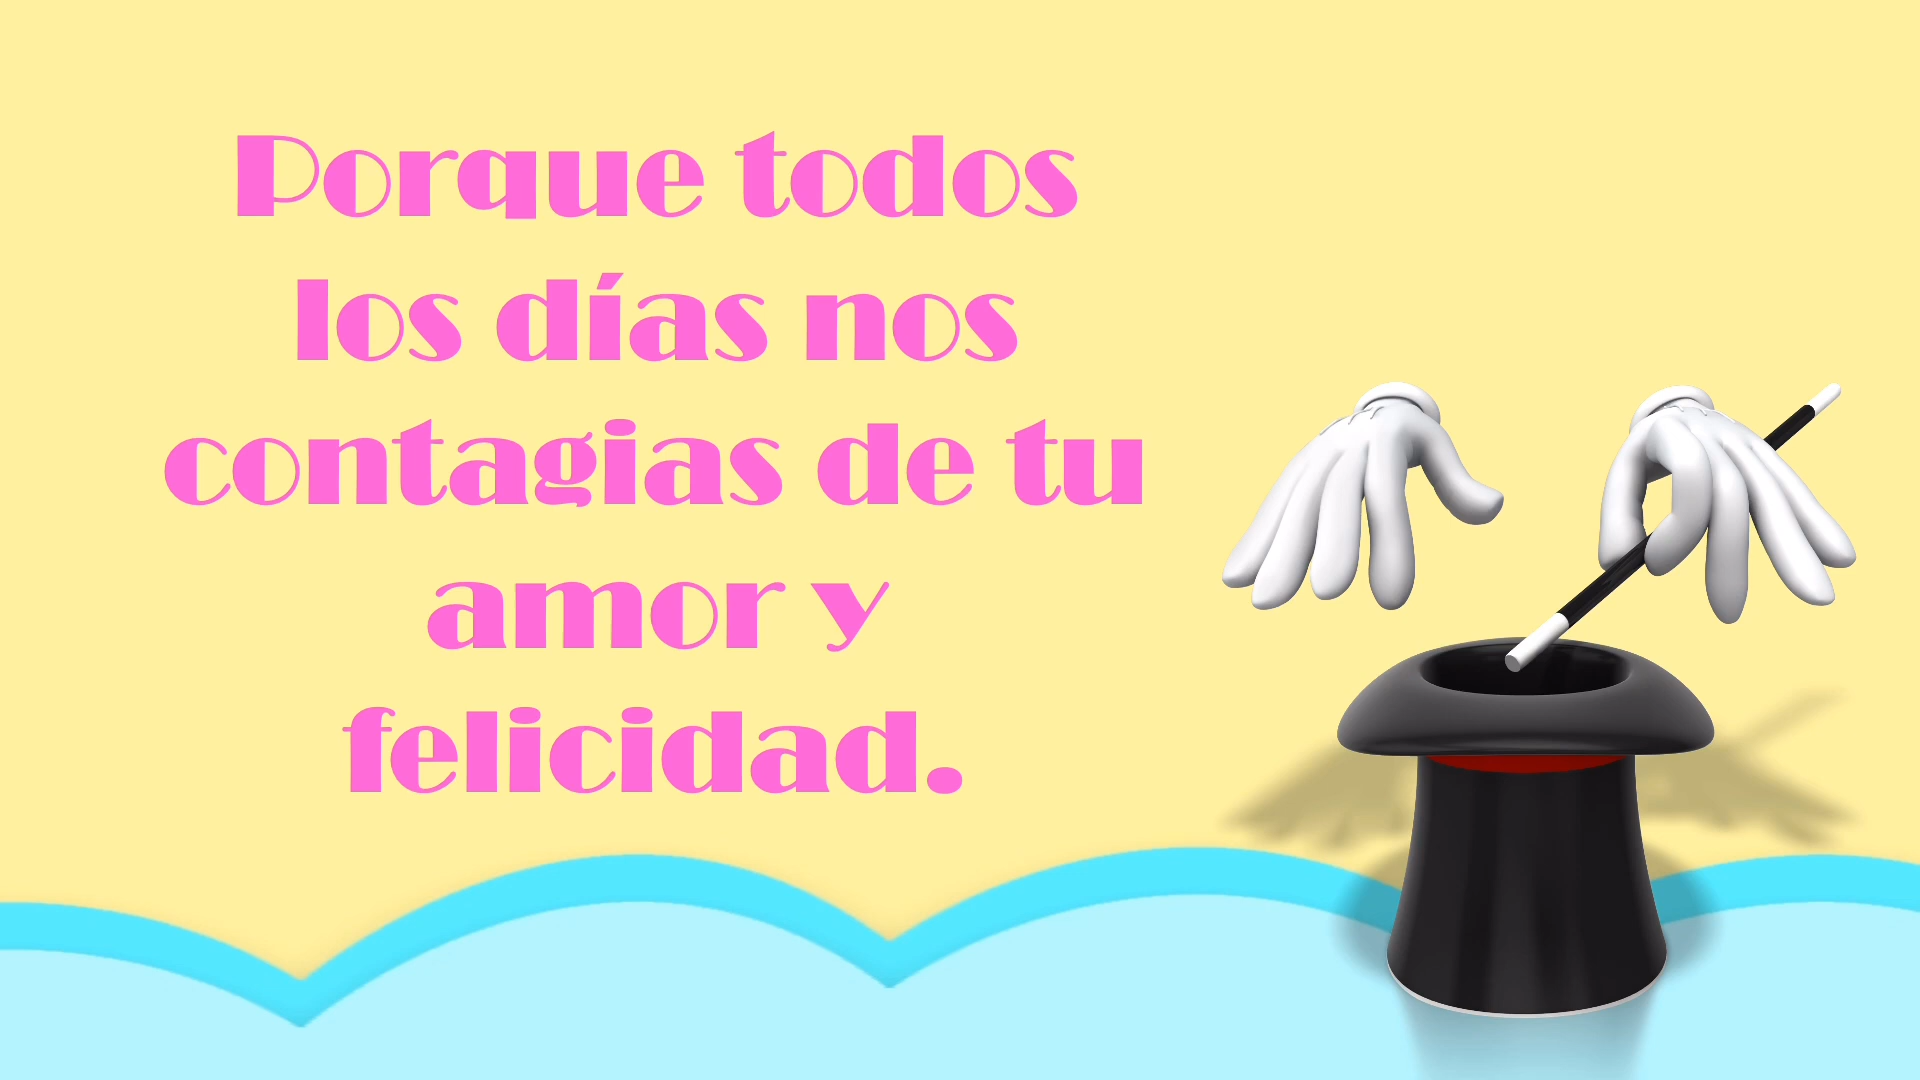 Porque todos
los días nos
contagias de tu
amor y
felicidad.